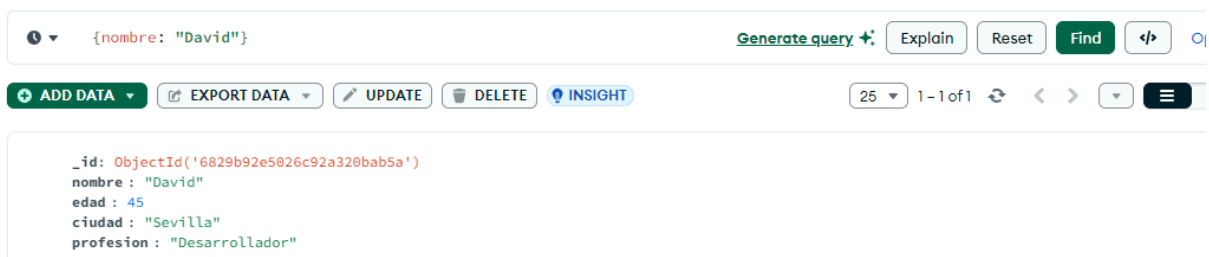 {nombre: "David"}
Generate query
Explain
Reset
Find
</>
ADD DATA
EXPORT DATA
UPDATE
DELETE
INSIGHT
25
1 – 1 of 1
_id: ObjectId('6829b92e5026c92a320bab5a')
nombre : "David"
edad : 45
ciudad : "Sevilla"
profesion : "Desarrollador"